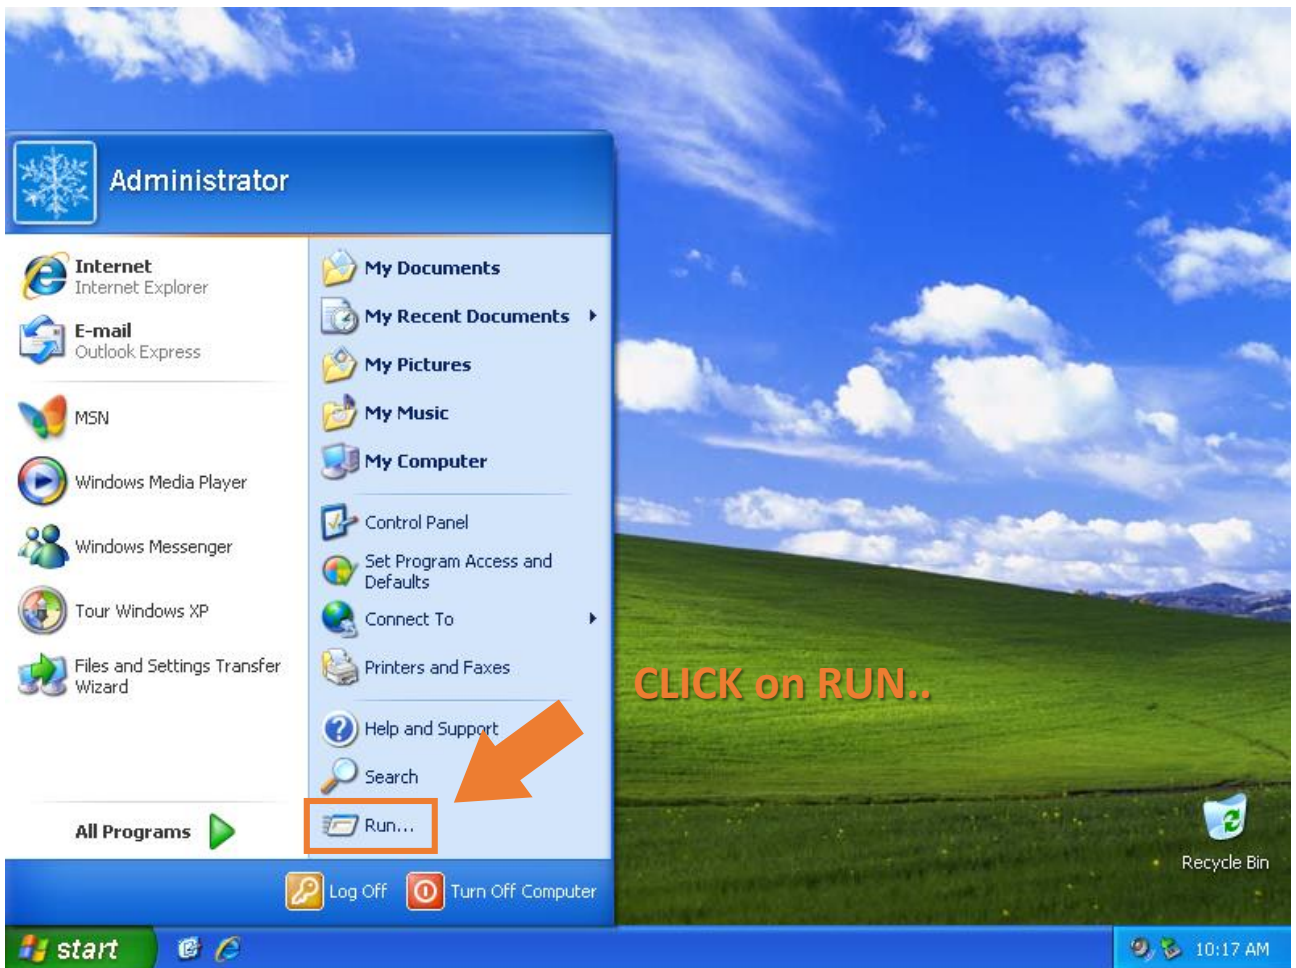 Administrator
Internet
Internet Explorer
E-mail
Outlook Express
MSN
Windows Media Player
Windows Messenger
Tour Windows XP
Files and Settings Transfer
Wizard
All Programs
My Documents
My Recent Documents
My Pictures
My Music
My Computer
Control Panel
Set Program Access and
Defaults
Connect To
Printers and Faxes
Help and Support
Search
Run...
CLICK on RUN..
Recycle Bin
Log Off
Turn Off Computer
start
10:17 AM